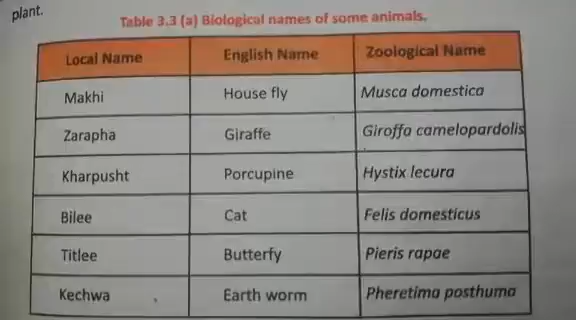 plant.
Table 3.3 (a) Biological names of some animals.
Local Name English Name Zoological Name
Makhi House fly Musca domestica
Zarapha Giraffe Giroffa camelopardolis
Kharpusht Porcupine Hystix lecura
Bilee Cat Felis domesticus
Titlee Butterfy Pieris rapae
Kechwa Earth worm Pheretima posthuma